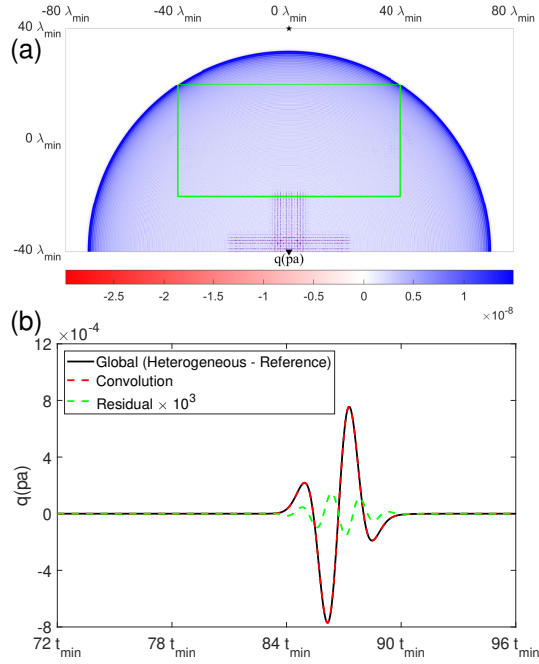 -80 λmin -40 λmin 0 λmin 40 λmin 80 λmin
40 λmin
(a)
0 λmin
-40 λmin
q(pa)
-2.5 -2 -1.5 -1 -0.5 0 0.5 1
×10-8
(b)
×10-4
12
Global (Heterogeneous - Reference)
Convolution
Residual × 103
8
4
q(pa)
0
-4
-8
72 tmin 78 tmin 84 tmin 90 tmin 96 tmin